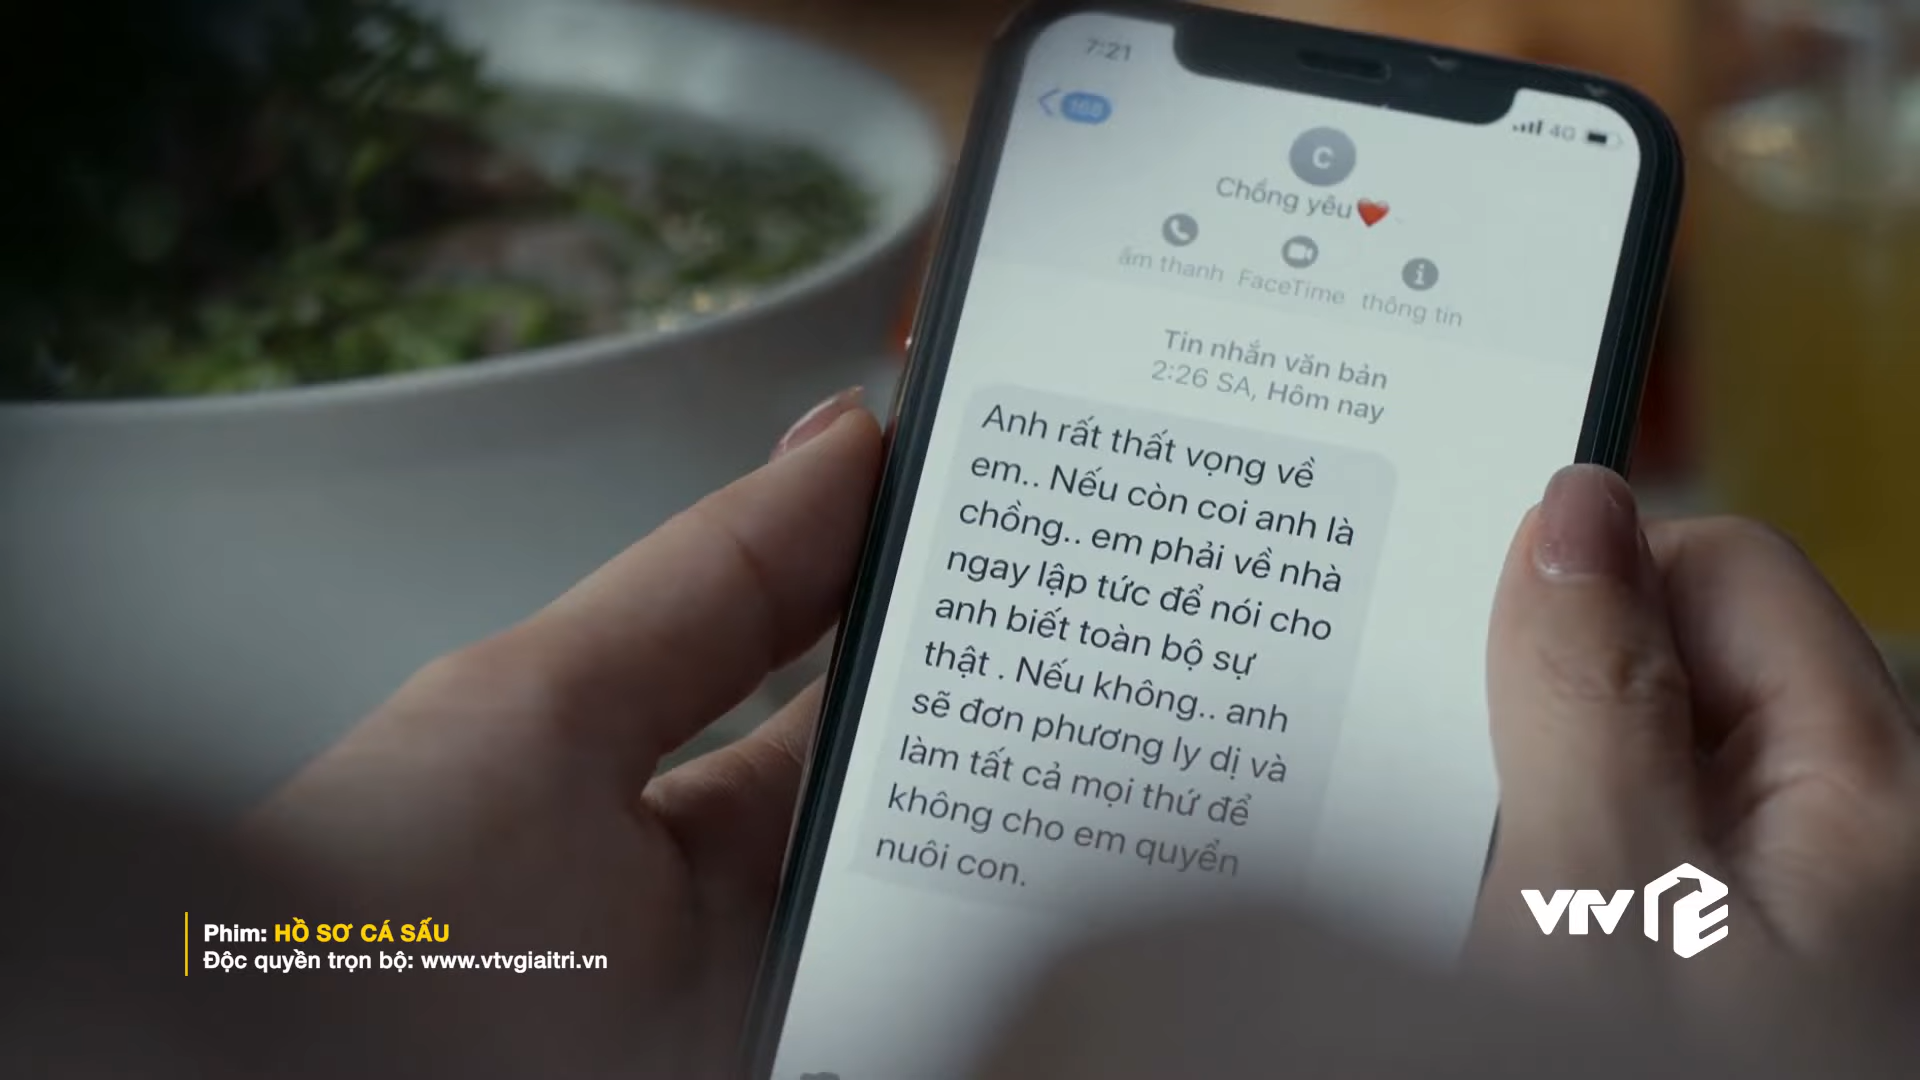 7:21
168
4G
C
Chồng yêu❤️
âm thanh FaceTime thông tin
Tin nhắn văn bản
2:26 SA, Hôm nay
Anh rất thất vọng về
em.. Nếu còn coi anh là
chồng.. em phải về nhà
ngay lập tức để nói cho
anh biết toàn bộ sự
thật . Nếu không.. anh
sẽ đơn phương ly dị và
làm tất cả mọi thứ để
không cho em quyền
nuôi con.
VTV
Phim: HỒ SƠ CÁ SẤU
Độc quyền trọn bộ: www.vtvgiaitri.vn